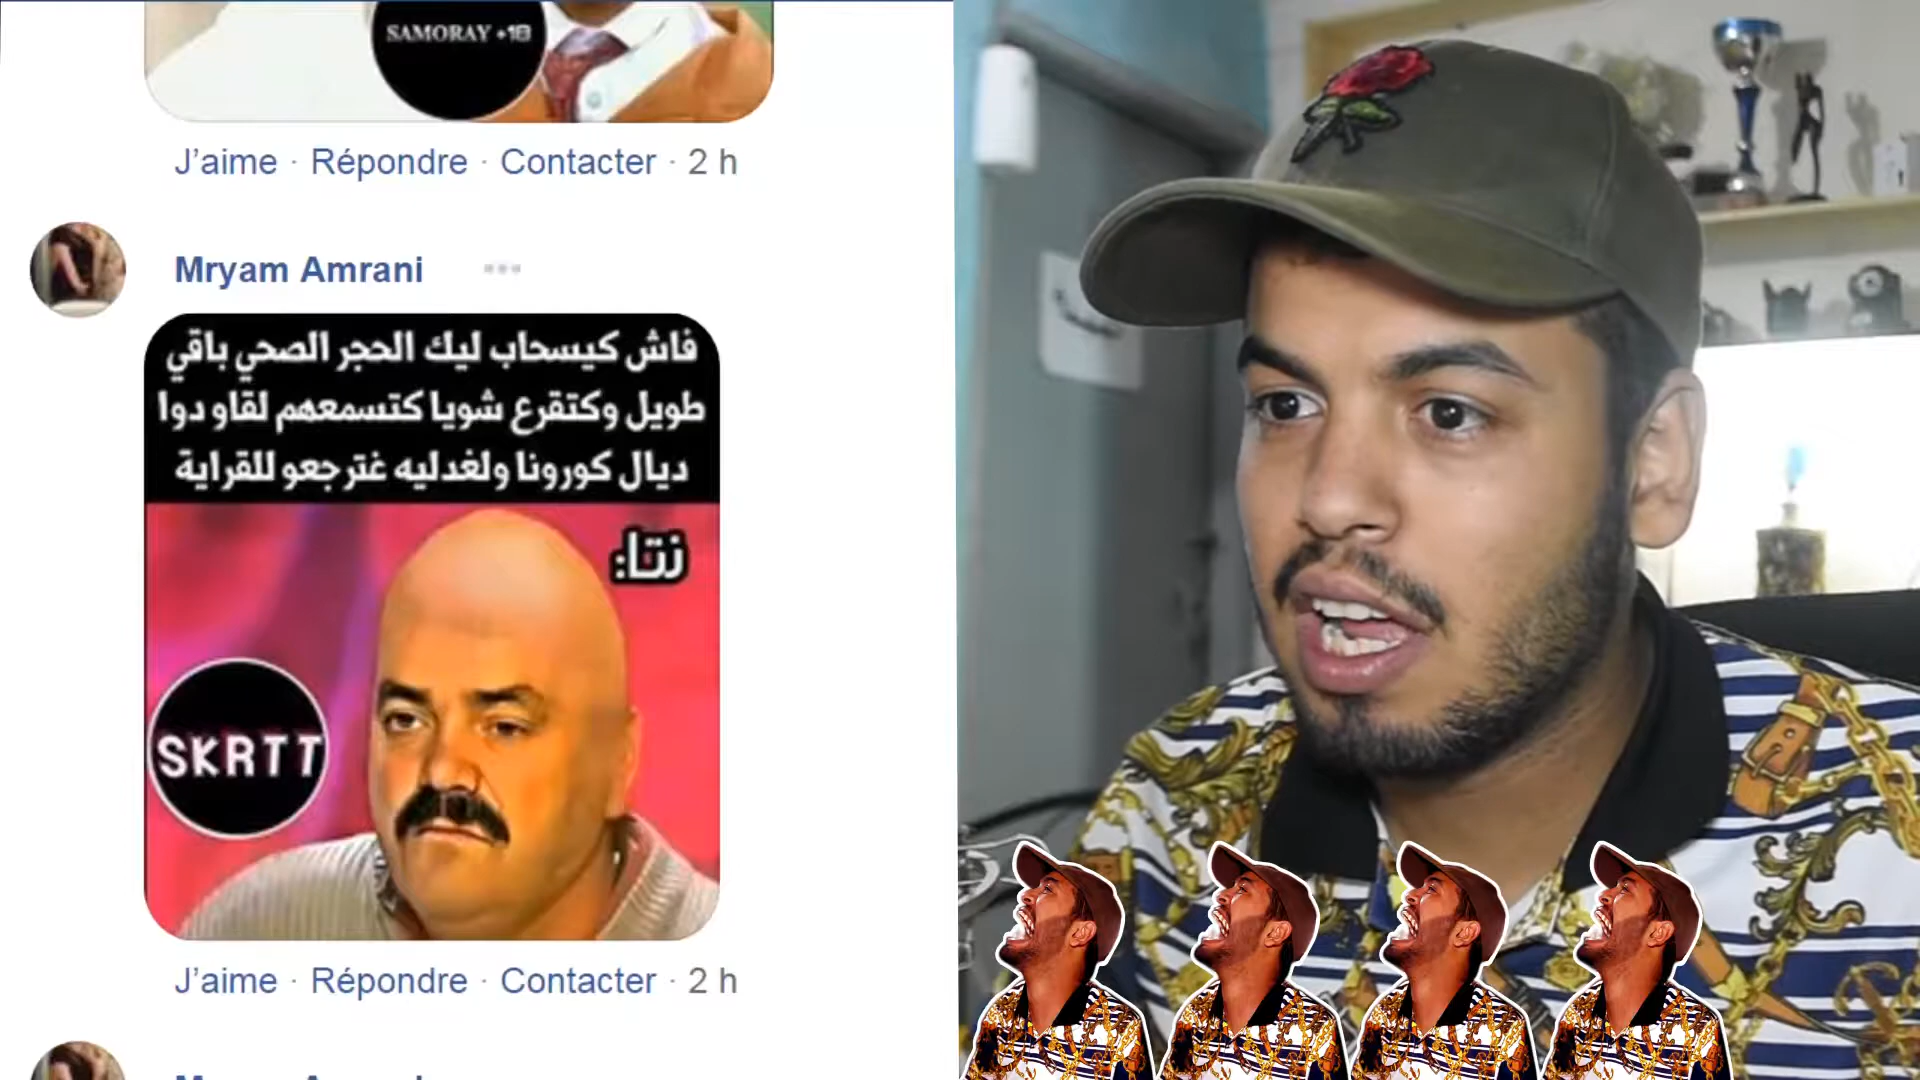 SAMORAY +18
J'aime · Répondre · Contacter · 2 h
Mryam Amrani
فاش كيسحاب ليك الحجر الصحي باقي
طويل وكتقرع شويا كتسمعهم لقاو دوا
ديال كورونا ولغدليه غترجعو للقراية
نتا:
SKRTT
J'aime · Répondre · Contacter · 2 h